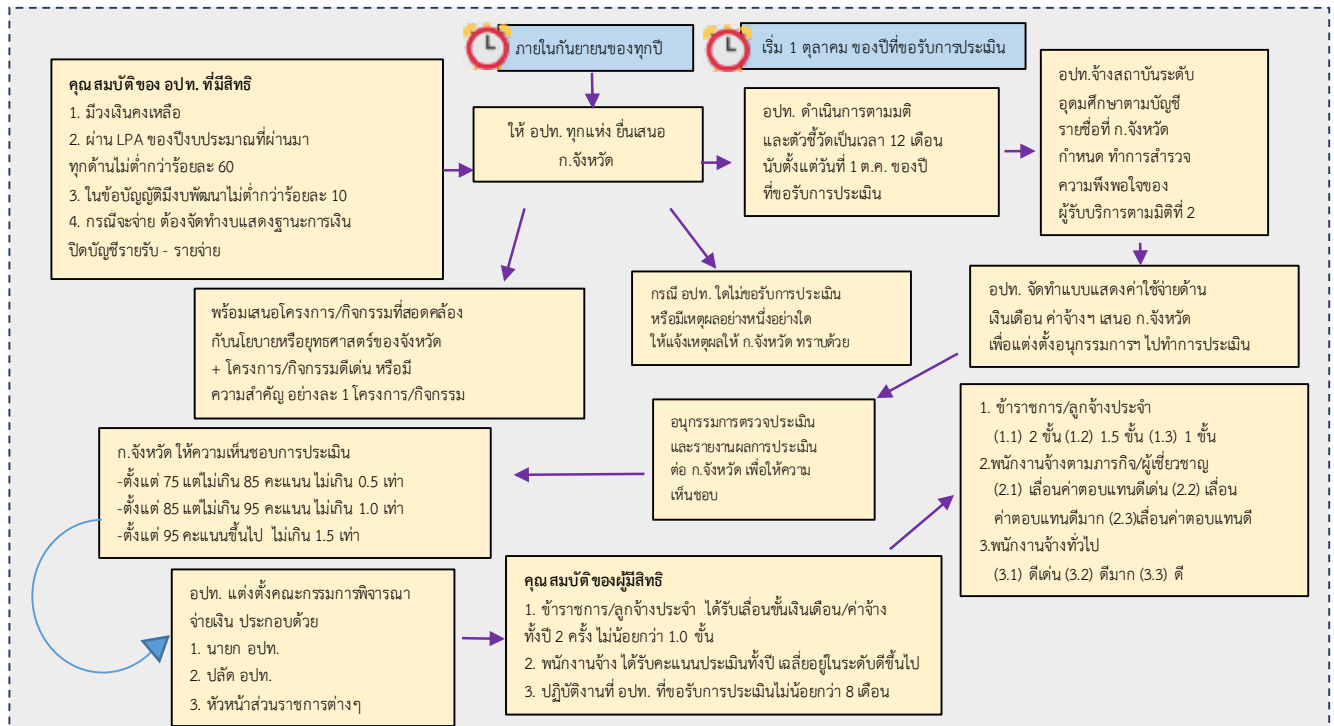 ภายในกันยายนของทุกปี
เริ่ม 1 ตุลาคม ของปีที่ขอรับการประเมิน
คุณสมบัติของ อปท. ที่มีสิทธิ
1. มีวงเงินคงเหลือ
2. ผ่าน LPA ของปีงบประมาณที่ผ่านมา
ทุกด้านไม่ต่ำกว่าร้อยละ 60
3. ในข้อบัญญัติมีงบพัฒนาไม่ต่ำกว่าร้อยละ 10
4. กรณีจะจ่าย ต้องจัดทำงบแสดงฐานะการเงิน
ปิดบัญชีรายรับ - รายจ่าย
ให้ อปท. ทุกแห่ง ยื่นเสนอ
ก.จังหวัด
อปท. ดำเนินการตามมติ
และตัวชี้วัดเป็นเวลา 12 เดือน
นับตั้งแต่วันที่ 1 ต.ค. ของปี
ที่ขอรับการประเมิน
อปท.จ้างสถาบันระดับ
อุดมศึกษาตามบัญชี
รายชื่อที่ ก.จังหวัด
กำหนด ทำการสำรวจ
ความพึงพอใจของ
ผู้รับบริการตามมิติที่ 2
พร้อมเสนอโครงการ/กิจกรรมที่สอดคล้อง
กับนโยบายหรือยุทธศาสตร์ของจังหวัด
+ โครงการ/กิจกรรมดีเด่น หรือมี
ความสำคัญ อย่างละ 1 โครงการ/กิจกรรม
กรณี อปท. ใดไม่ขอรับการประเมิน
หรือมีเหตุผลอย่างหนึ่งอย่างใด
ให้แจ้งเหตุผลให้ ก.จังหวัด ทราบด้วย
อปท. จัดทำแบบแสดงค่าใช้จ่ายด้าน
เงินเดือน ค่าจ้างฯ เสนอ ก.จังหวัด
เพื่อแต่งตั้งอนุกรรมการฯ ไปทำการประเมิน
อนุกรรมการตรวจประเมิน
และรายงานผลการประเมิน
ต่อ ก.จังหวัด เพื่อให้ความ
เห็นชอบ
ก.จังหวัด ให้ความเห็นชอบการประเมิน
-ตั้งแต่ 75 แต่ไม่เกิน 85 คะแนน ไม่เกิน 0.5 เท่า
-ตั้งแต่ 85 แต่ไม่เกิน 95 คะแนน ไม่เกิน 1.0 เท่า
-ตั้งแต่ 95 คะแนนขึ้นไป ไม่เกิน 1.5 เท่า
อปท. แต่งตั้งคณะกรรมการพิจารณา
จ่ายเงิน ประกอบด้วย
1. นายก อปท.
2. ปลัด อปท.
3. หัวหน้าส่วนราชการต่างๆ
คุณสมบัติของผู้มีสิทธิ
1. ข้าราชการ/ลูกจ้างประจำ ได้รับเลื่อนขั้นเงินเดือน/ค่าจ้าง
ทั้งปี 2 ครั้ง ไม่น้อยกว่า 1.0 ขั้น
2. พนักงานจ้าง ได้รับคะแนนประเมินทั้งปี เฉลี่ยอยู่ในระดับดีขึ้นไป
3. ปฏิบัติงานที่ อปท. ที่ขอรับการประเมินไม่น้อยกว่า 8 เดือน
1. ข้าราชการ/ลูกจ้างประจำ
(1.1) 2 ขั้น (1.2) 1.5 ขั้น (1.3) 1 ขั้น
2.พนักงานจ้างตามภารกิจ/ผู้เชี่ยวชาญ
(2.1) เลื่อนค่าตอบแทนดีเด่น (2.2) เลื่อน
ค่าตอบแทนดีมาก (2.3)เลื่อนค่าตอบแทนดี
3.พนักงานจ้างทั่วไป
(3.1) ดีเด่น (3.2) ดีมาก (3.3) ดี